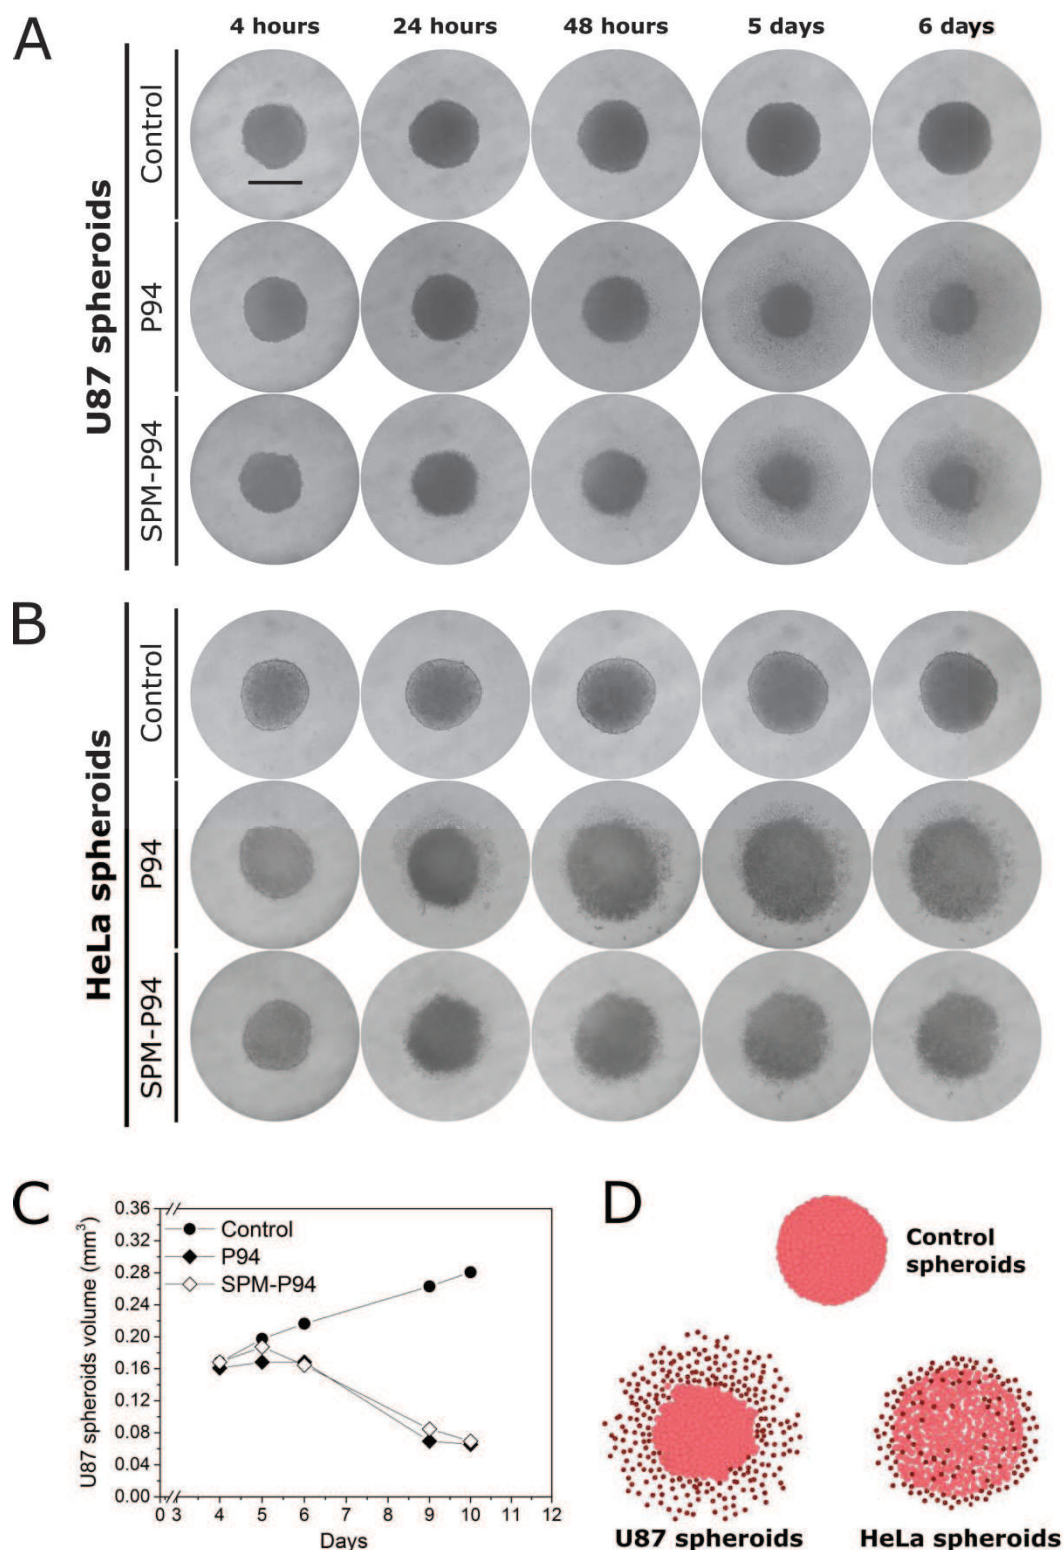 A
4 hours 24 hours 48 hours 5 days 6 days
U87 spheroids
Control
P94
SPM-P94
B
HeLa spheroids
Control
P94
SPM-P94
C
U87 spheroids volume (mm³)
0.36
0.32
0.28
0.24
0.20
0.16
0.12
0.08
0.04
0.00
Control
P94
SPM-P94
0 3 4 5 6 7 8 9 10 11 12
Days
D
Control
spheroids
U87 spheroids
HeLa spheroids